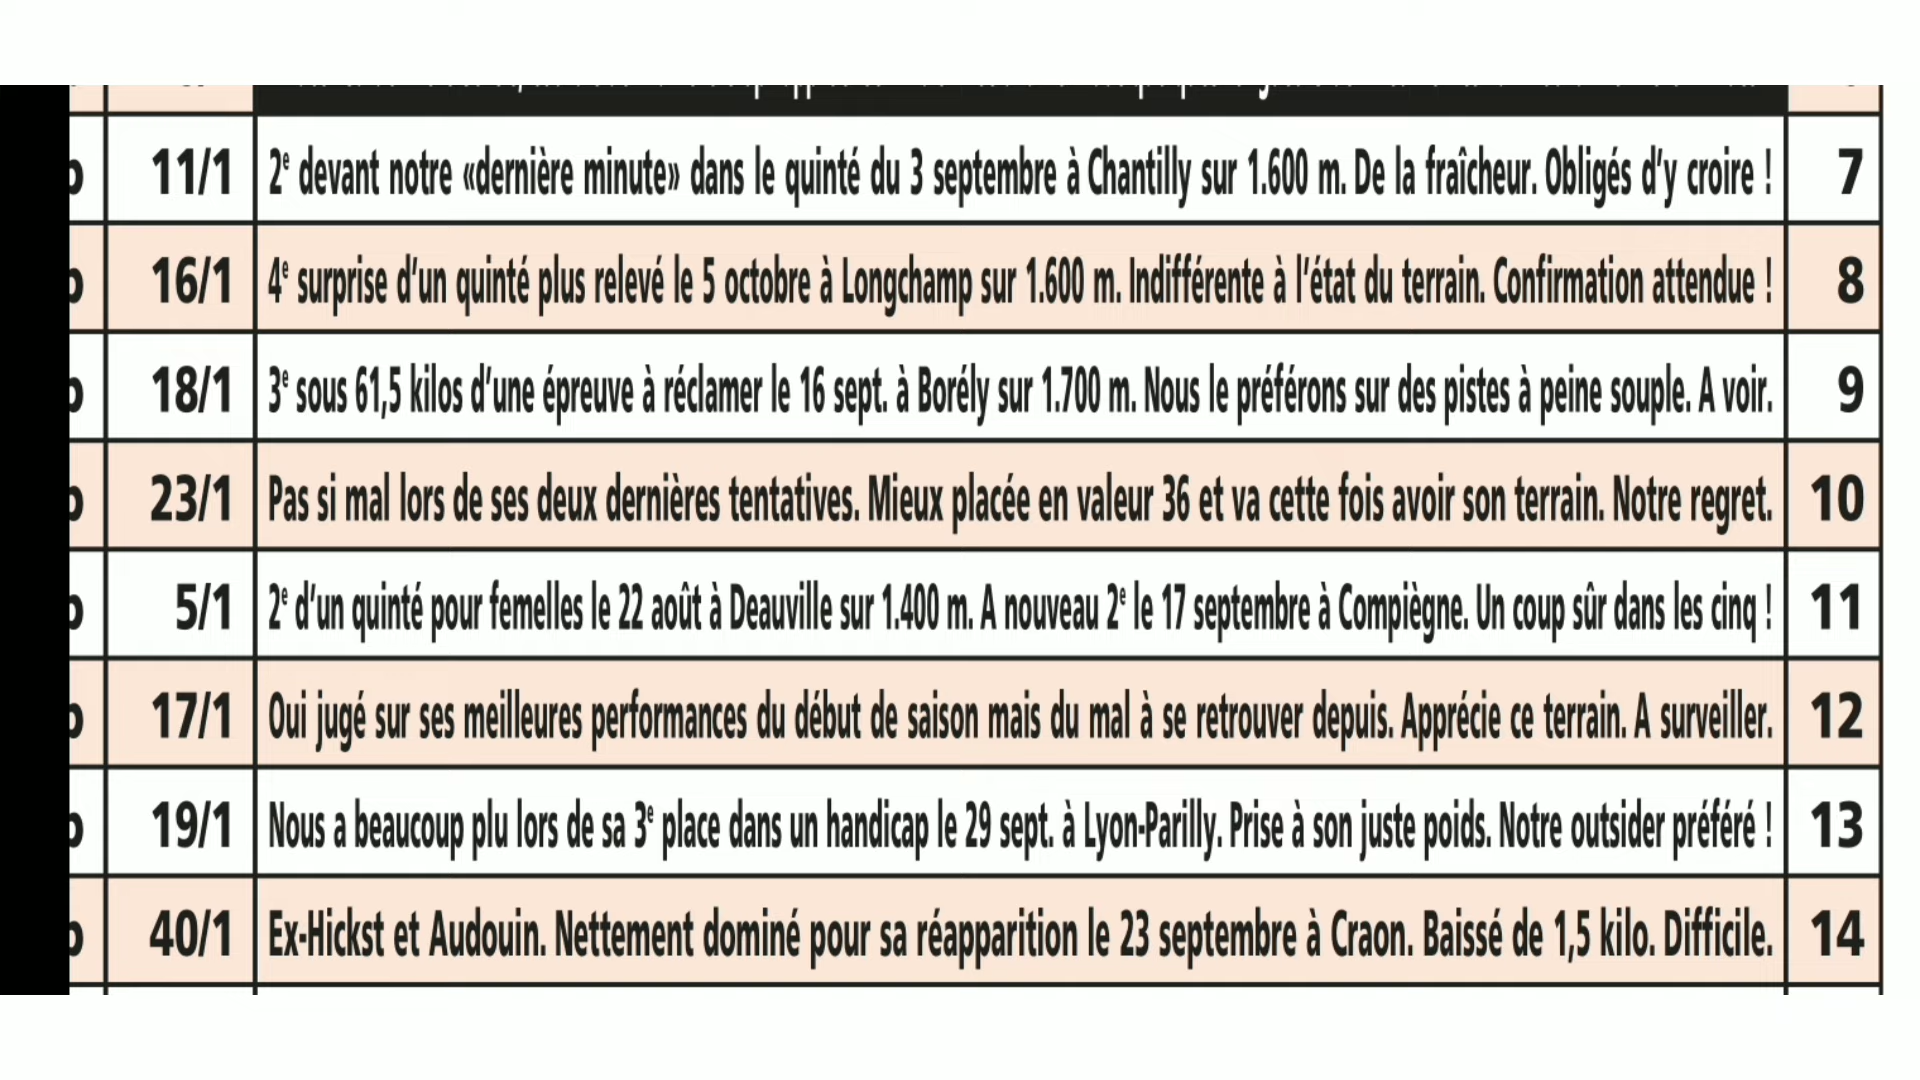 11/1 2e devant notre «dernière minute» dans le quinté du 3 septembre à Chantilly sur 1.600 m. De la fraîcheur. Obligés d’y croire ! 7
16/1 4e surprise d’un quinté plus relevé le 5 octobre à Longchamp sur 1.600 m. Indifférente à l’état du terrain. Confirmation attendue ! 8
18/1 3e sous 61,5 kilos d’une épreuve à réclamer le 16 sept. à Borély sur 1.700 m. Nous le préférons sur des pistes à peine souple. A voir. 9
23/1 Pas si mal lors de ses deux dernières tentatives. Mieux placée en valeur 36 et va cette fois avoir son terrain. Notre regret. 10
5/1 2e d’un quinté pour femelles le 22 août à Deauville sur 1.400 m. A nouveau 2e le 17 septembre à Compiègne. Un coup sûr dans les cinq ! 11
17/1 Oui jugé sur ses meilleures performances du début de saison mais du mal à se retrouver depuis. Apprécie ce terrain. A surveiller. 12
19/1 Nous a beaucoup plu lors de sa 3e place dans un handicap le 29 sept. à Lyon-Parilly. Prise à son juste poids. Notre outsider préféré ! 13
40/1 Ex-Hickst et Audouin. Nettement dominé pour sa réapparition le 23 septembre à Craon. Baissé de 1,5 kilo. Difficile. 14